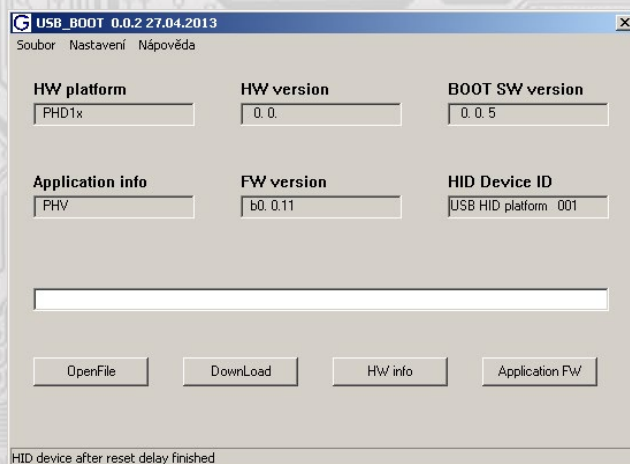 G USB_BOOT 0.0.2 27.04.2013
Soubor Nastavení Nápověda
HW platform HW version BOOT SW version
PHD1x 0. 0. 0. 0. 5
Application info FW version HID Device ID
PHV b0. 0.11 USB HID platform 001
OpenFile DownLoad HW info Application FW
HID device after reset delay finished